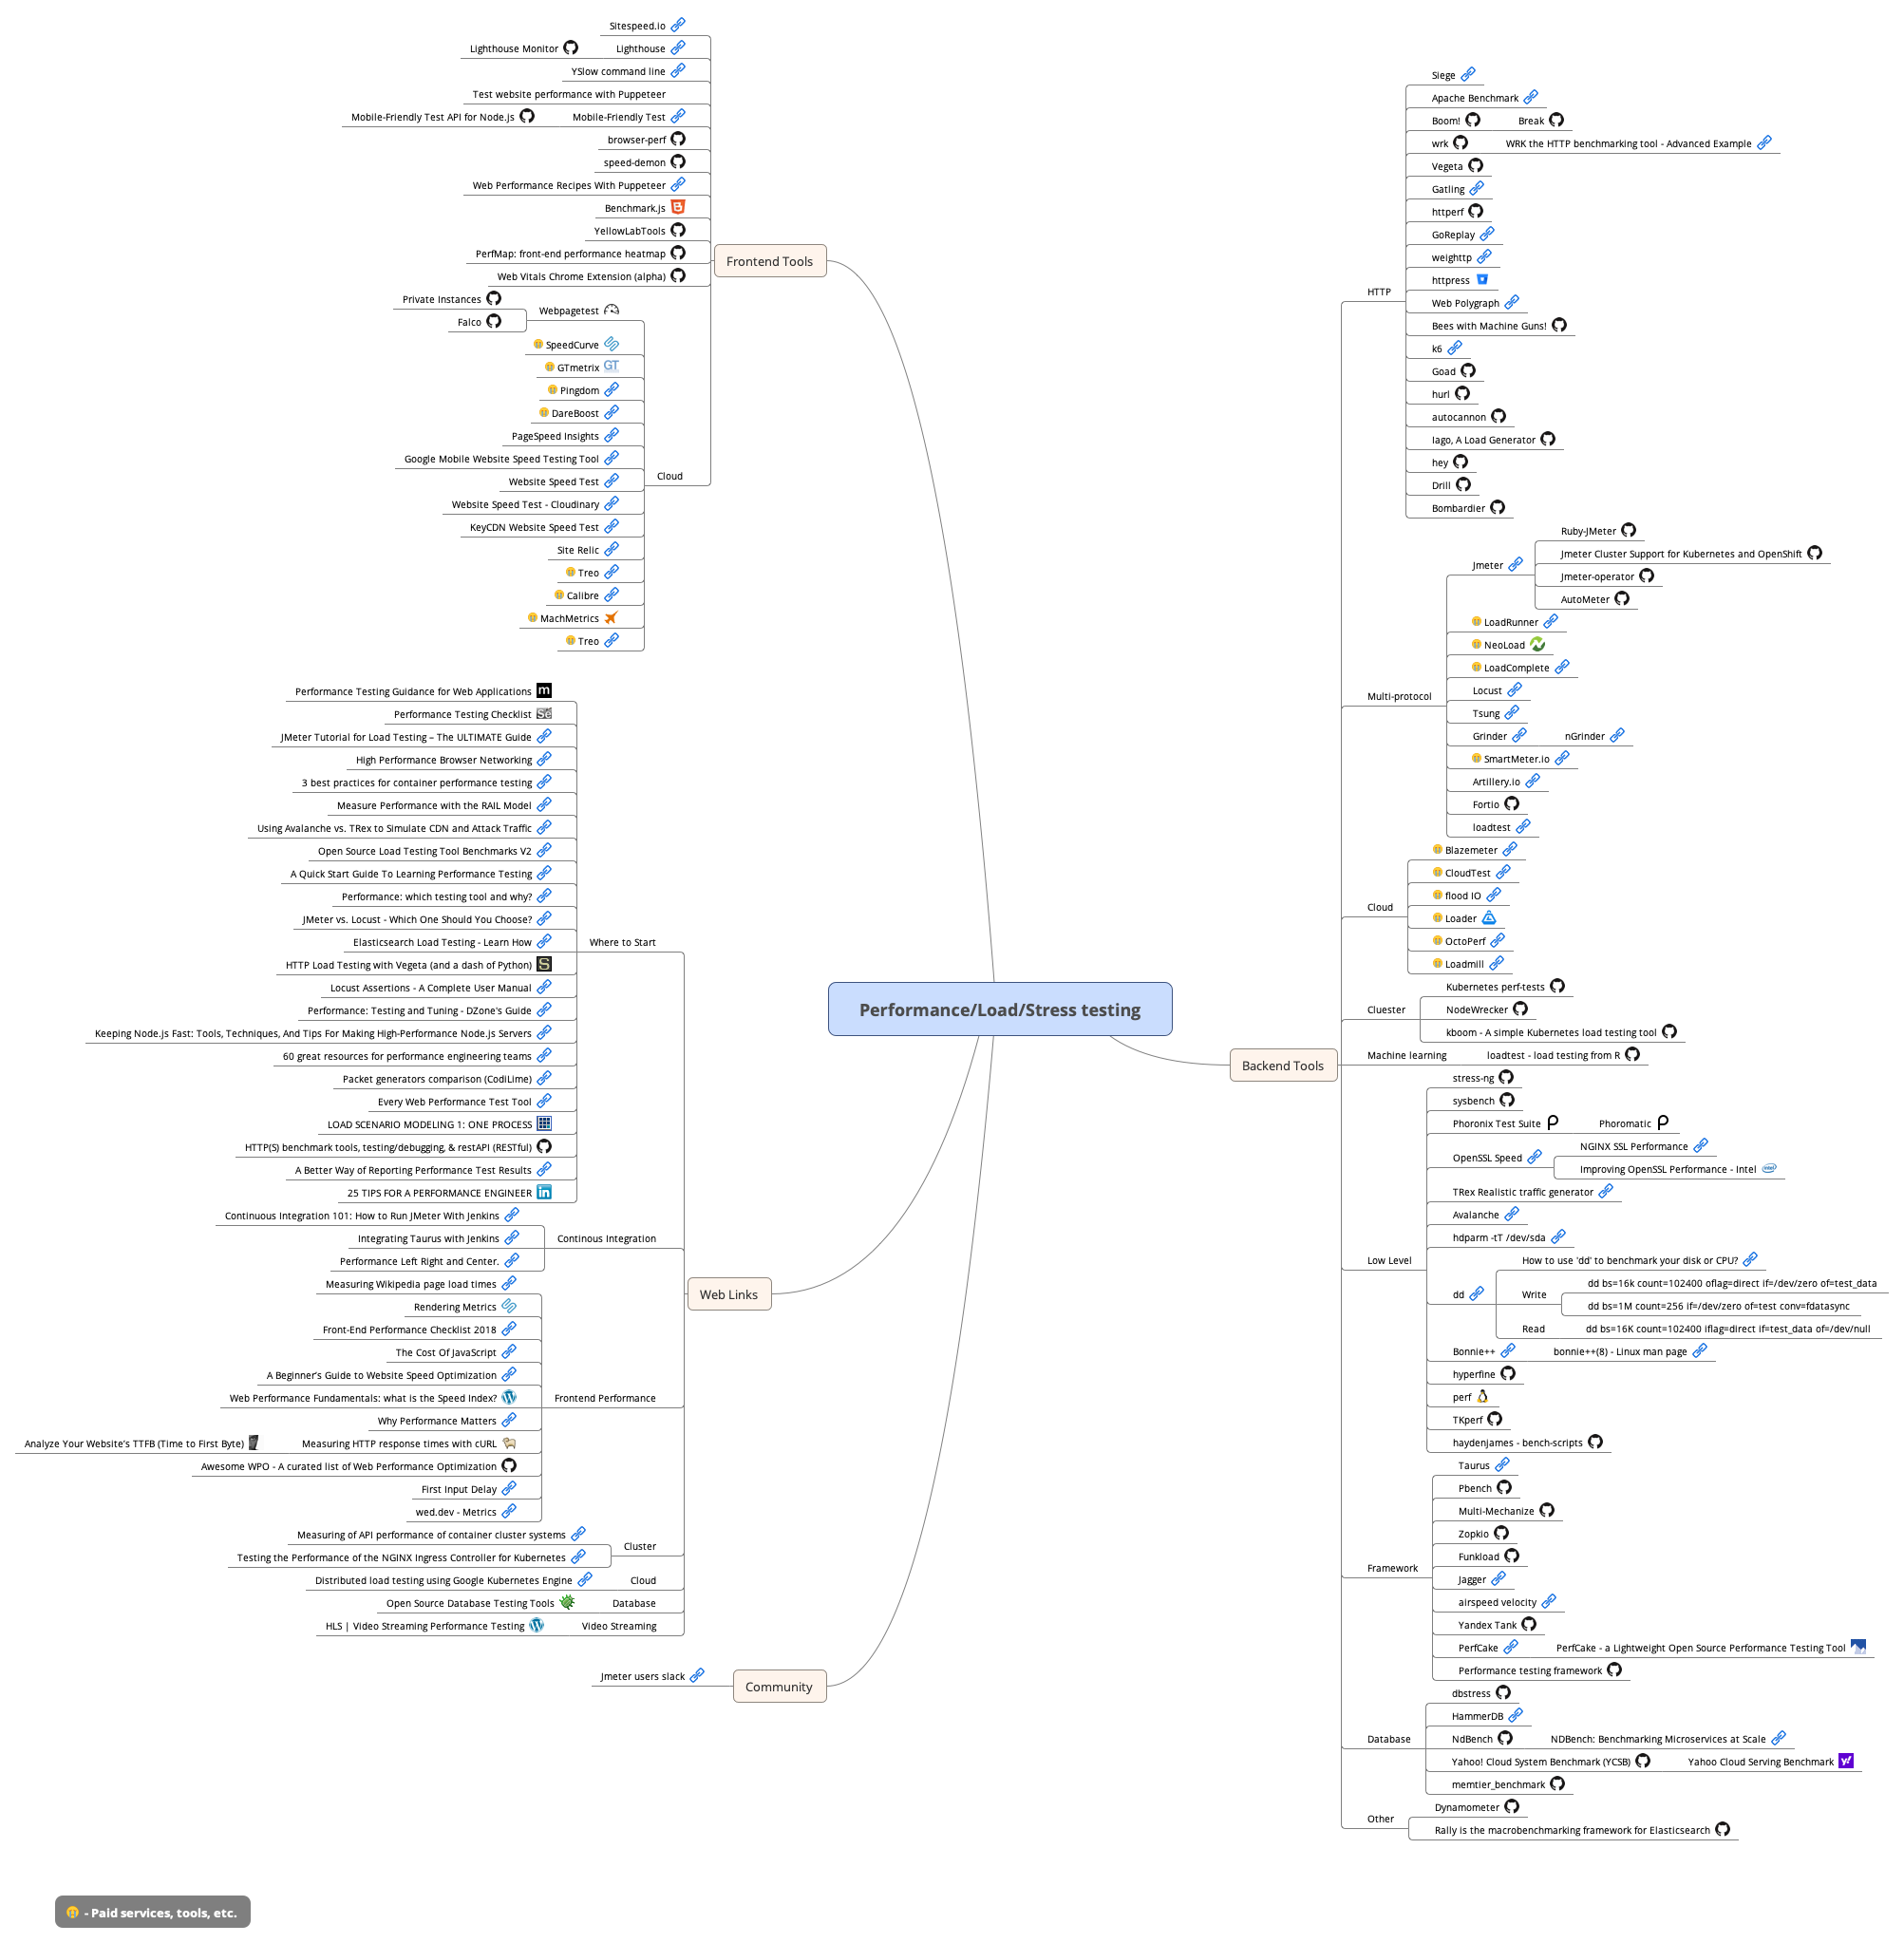 Performance/Load/Stress testing
Frontend Tools
Sitespeed.io
Lighthouse Monitor
Lighthouse
YSlow command line
Test website performance with Puppeteer
Mobile-Friendly Test API for Node.js
Mobile-Friendly Test
browser-perf
speed-demon
Web Performance Recipes With Puppeteer
Benchmark.js
YellowLabTools
PerfMap: front-end performance heatmap
Web Vitals Chrome Extension (alpha)
Cloud
Private Instances
Falco
Webpagetest
SpeedCurve
GTmetrix
GT
Pingdom
DareBoost
PageSpeed Insights
Google Mobile Website Speed Testing Tool
Website Speed Test
Website Speed Test - Cloudinary
KeyCDN Website Speed Test
Site Relic
Treo
Calibre
MachMetrics
Treo
Web Links
Where to Start
Performance Testing Guidance for Web Applications
m
Performance Testing Checklist
Se
JMeter Tutorial for Load Testing – The ULTIMATE Guide
High Performance Browser Networking
3 best practices for container performance testing
Measure Performance with the RAIL Model
Using Avalanche vs. TRex to Simulate CDN and Attack Traffic
Open Source Load Testing Tool Benchmarks V2
A Quick Start Guide To Learning Performance Testing
Performance: which testing tool and why?
JMeter vs. Locust - Which One Should You Choose?
Elasticsearch Load Testing - Learn How
HTTP Load Testing with Vegeta (and a dash of Python)
S
Locust Assertions - A Complete User Manual
Performance: Testing and Tuning - DZone's Guide
Keeping Node.js Fast: Tools, Techniques, And Tips For Making High-Performance Node.js Servers
60 great resources for performance engineering teams
Packet generators comparison (CodiLime)
Every Web Performance Test Tool
LOAD SCENARIO MODELING 1: ONE PROCESS
HTTP(S) benchmark tools, testing/debugging, & restAPI (RESTful)
A Better Way of Reporting Performance Test Results
25 TIPS FOR A PERFORMANCE ENGINEER
in
Continous Integration
Continuous Integration 101: How to Run JMeter With Jenkins
Integrating Taurus with Jenkins
Performance Left Right and Center.
Frontend Performance
Measuring Wikipedia page load times
Rendering Metrics
Front-End Performance Checklist 2018
The Cost Of JavaScript
A Beginner's Guide to Website Speed Optimization
Web Performance Fundamentals: what is the Speed Index?
Why Performance Matters
Analyze Your Website's TTFB (Time to First Byte)
Measuring HTTP response times with cURL
Awesome WPO - A curated list of Web Performance Optimization
First Input Delay
wed.dev - Metrics
Cluster
Measuring of API performance of container cluster systems
Testing the Performance of the NGINX Ingress Controller for Kubernetes
Distributed load testing using Google Kubernetes Engine
Cloud
Open Source Database Testing Tools
Database
HLS | Video Streaming Performance Testing
Video Streaming
Community
Jmeter users slack
Backend Tools
HTTP
Siege
Apache Benchmark
Boom!
Break
wrk
WRK the HTTP benchmarking tool - Advanced Example
Vegeta
Gatling
httperf
GoReplay
weighttp
httpress
Web Polygraph
Bees with Machine Guns!
k6
Goad
hurl
autocannon
Iago, A Load Generator
hey
Drill
Bombardier
Multi-protocol
Jmeter
Ruby-JMeter
Jmeter Cluster Support for Kubernetes and OpenShift
Jmeter-operator
AutoMeter
LoadRunner
NeoLoad
LoadComplete
Locust
Tsung
Grinder
nGrinder
SmartMeter.io
Artillery.io
Fortio
loadtest
Cloud
Blazemeter
CloudTest
flood IO
Loader
OctoPerf
Loadmill
Cluester
Kubernetes perf-tests
NodeWrecker
kboom - A simple Kubernetes load testing tool
Machine learning
loadtest - load testing from R
Low Level
stress-ng
sysbench
Phoronix Test Suite
Phoromatic
OpenSSL Speed
NGINX SSL Performance
Improving OpenSSL Performance - Intel
intel
TRex Realistic traffic generator
Avalanche
hdparm -tT /dev/sda
dd
How to use 'dd' to benchmark your disk or CPU?
Write
dd bs=16k count=102400 oflag=direct if=/dev/zero of=test_data
dd bs=1M count=256 if=/dev/zero of=test conv=fdatasync
Read
dd bs=16K count=102400 iflag=direct if=test_data of=/dev/null
Bonnie++
bonnie++(8) - Linux man page
hyperfine
perf
TKperf
haydenjames - bench-scripts
Framework
Taurus
Pbench
Multi-Mechanize
Zopkio
Funkload
Jagger
airspeed velocity
Yandex Tank
PerfCake
PerfCake - a Lightweight Open Source Performance Testing Tool
Performance testing framework
Database
dbstress
HammerDB
NdBench
NDBench: Benchmarking Microservices at Scale
Yahoo! Cloud System Benchmark (YCSB)
Yahoo Cloud Serving Benchmark
y!
memtier_benchmark
Other
Dynamometer
Rally is the macrobenchmarking framework for Elasticsearch
- Paid services, tools, etc.